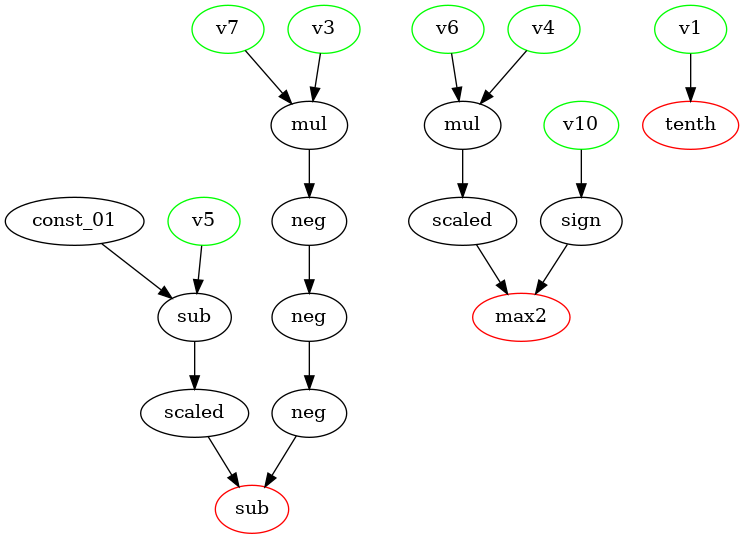 v7 v3 v6 v4 v1
mul mul v10 tenth
const_01 v5 neg scaled sign
sub neg max2
scaled neg
sub